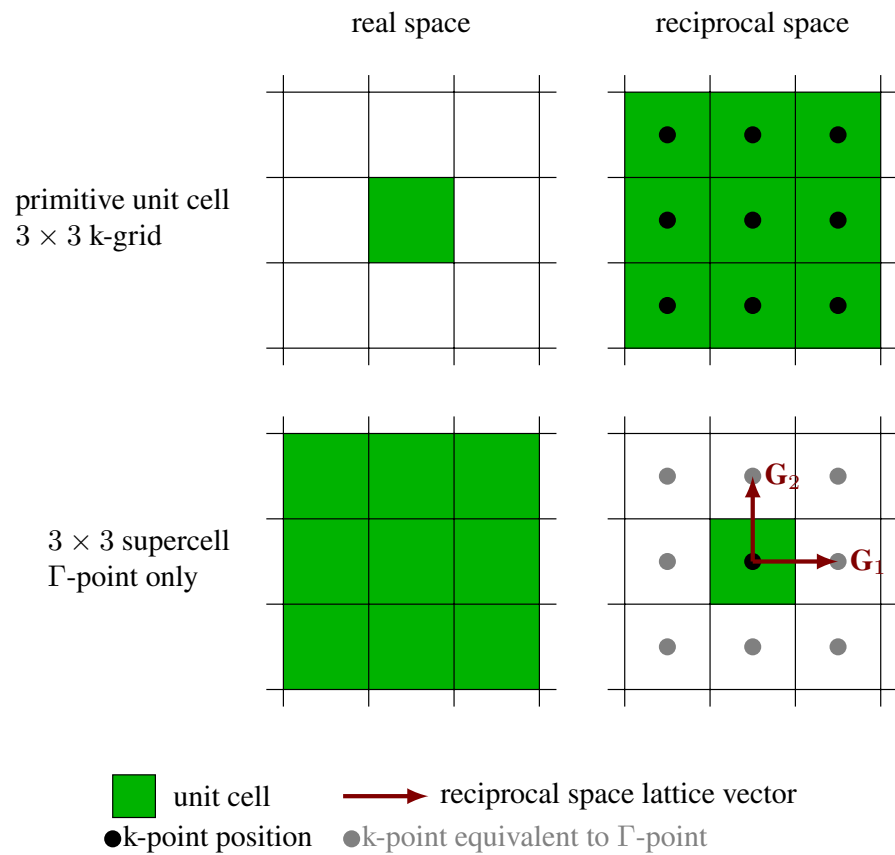 real space reciprocal space
primitive unit cell
3 × 3 k-grid
G₂
3 × 3 supercell
Γ-point only
G₁
unit cell reciprocal space lattice vector
k-point position k-point equivalent to Γ-point